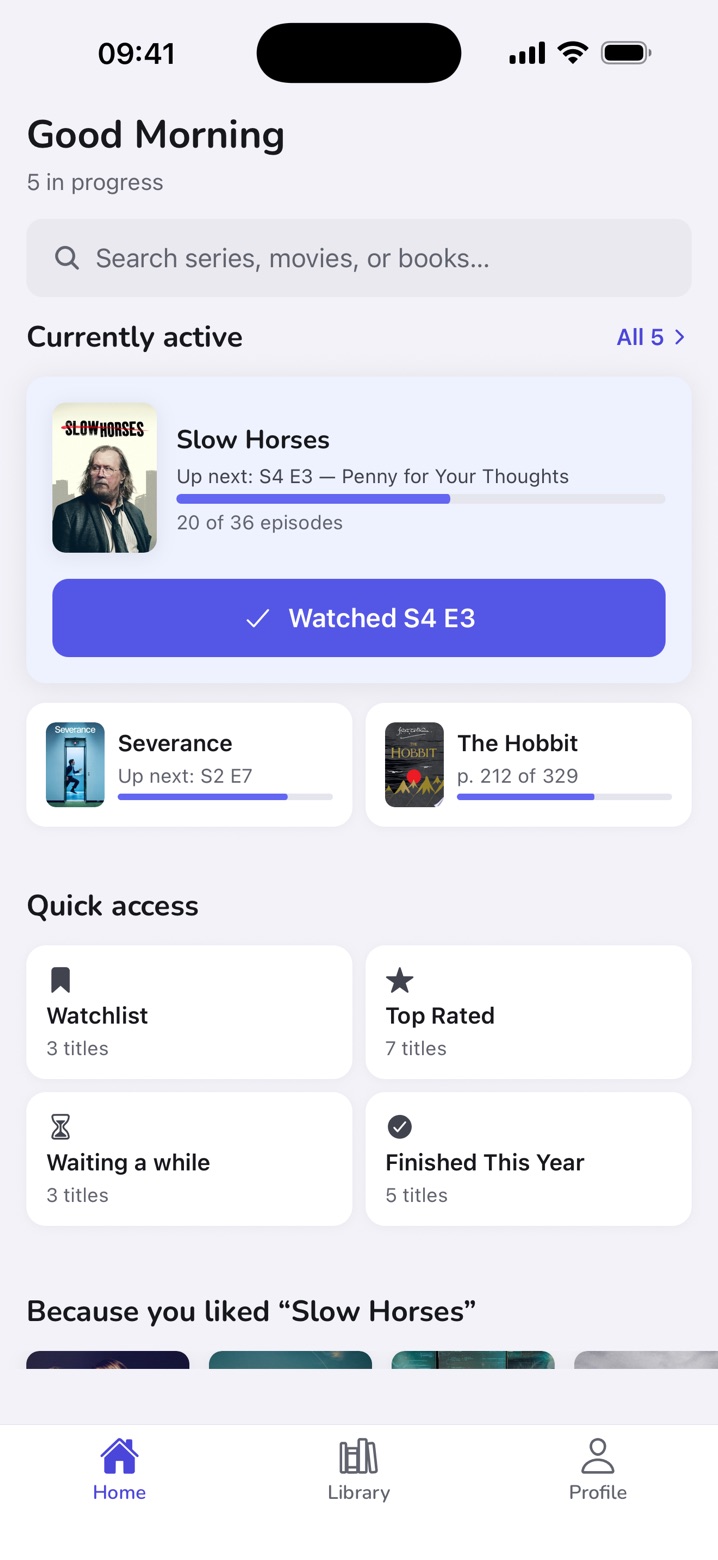 09:41
Good Morning
5 in progress
Search series, movies, or books...
Currently active
All 5
SLOW HORSES
Slow Horses
Up next: S4 E3 — Penny for Your Thoughts
20 of 36 episodes
Watched S4 E3
Severance
Severance
Up next: S2 E7
THE
HOBBIT
The Hobbit
p. 212 of 329
Quick access
Watchlist
3 titles
Top Rated
7 titles
Waiting a while
3 titles
Finished This Year
5 titles
Because you liked “Slow Horses”
Home
Library
Profile